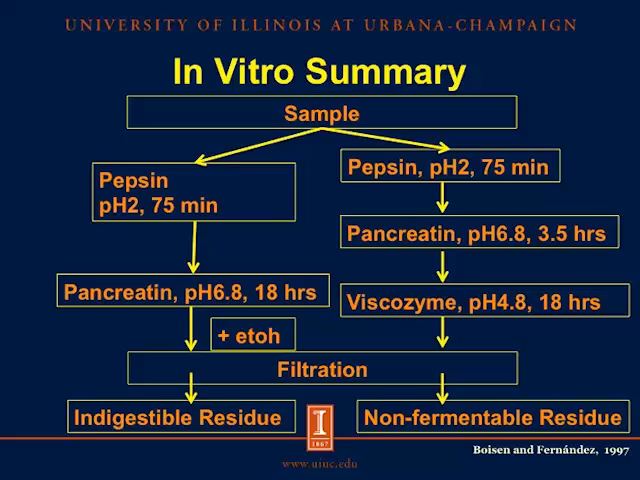 UNIVERSITY OF ILLINOIS AT URBANA-CHAMPAIGN
In Vitro Summary
Sample
Pepsin
pH2, 75 min
Pancreatin, pH6.8, 18 hrs
+ etoh
Pepsin, pH2, 75 min
Pancreatin, pH6.8, 3.5 hrs
Viscozyme, pH4.8, 18 hrs
Filtration
Indigestible Residue
Non-fermentable Residue
I
1867
Boisen and Fernández, 1997
www.uiuc.edu